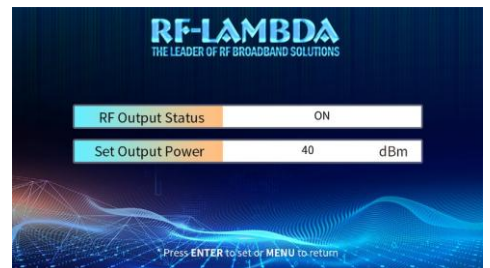 RF-LAMBDA
THE LEADER OF RF BROADBAND SOLUTIONS
RF Output Status ON
Set Output Power 40 dBm
*Press ENTER to set or MENU to return